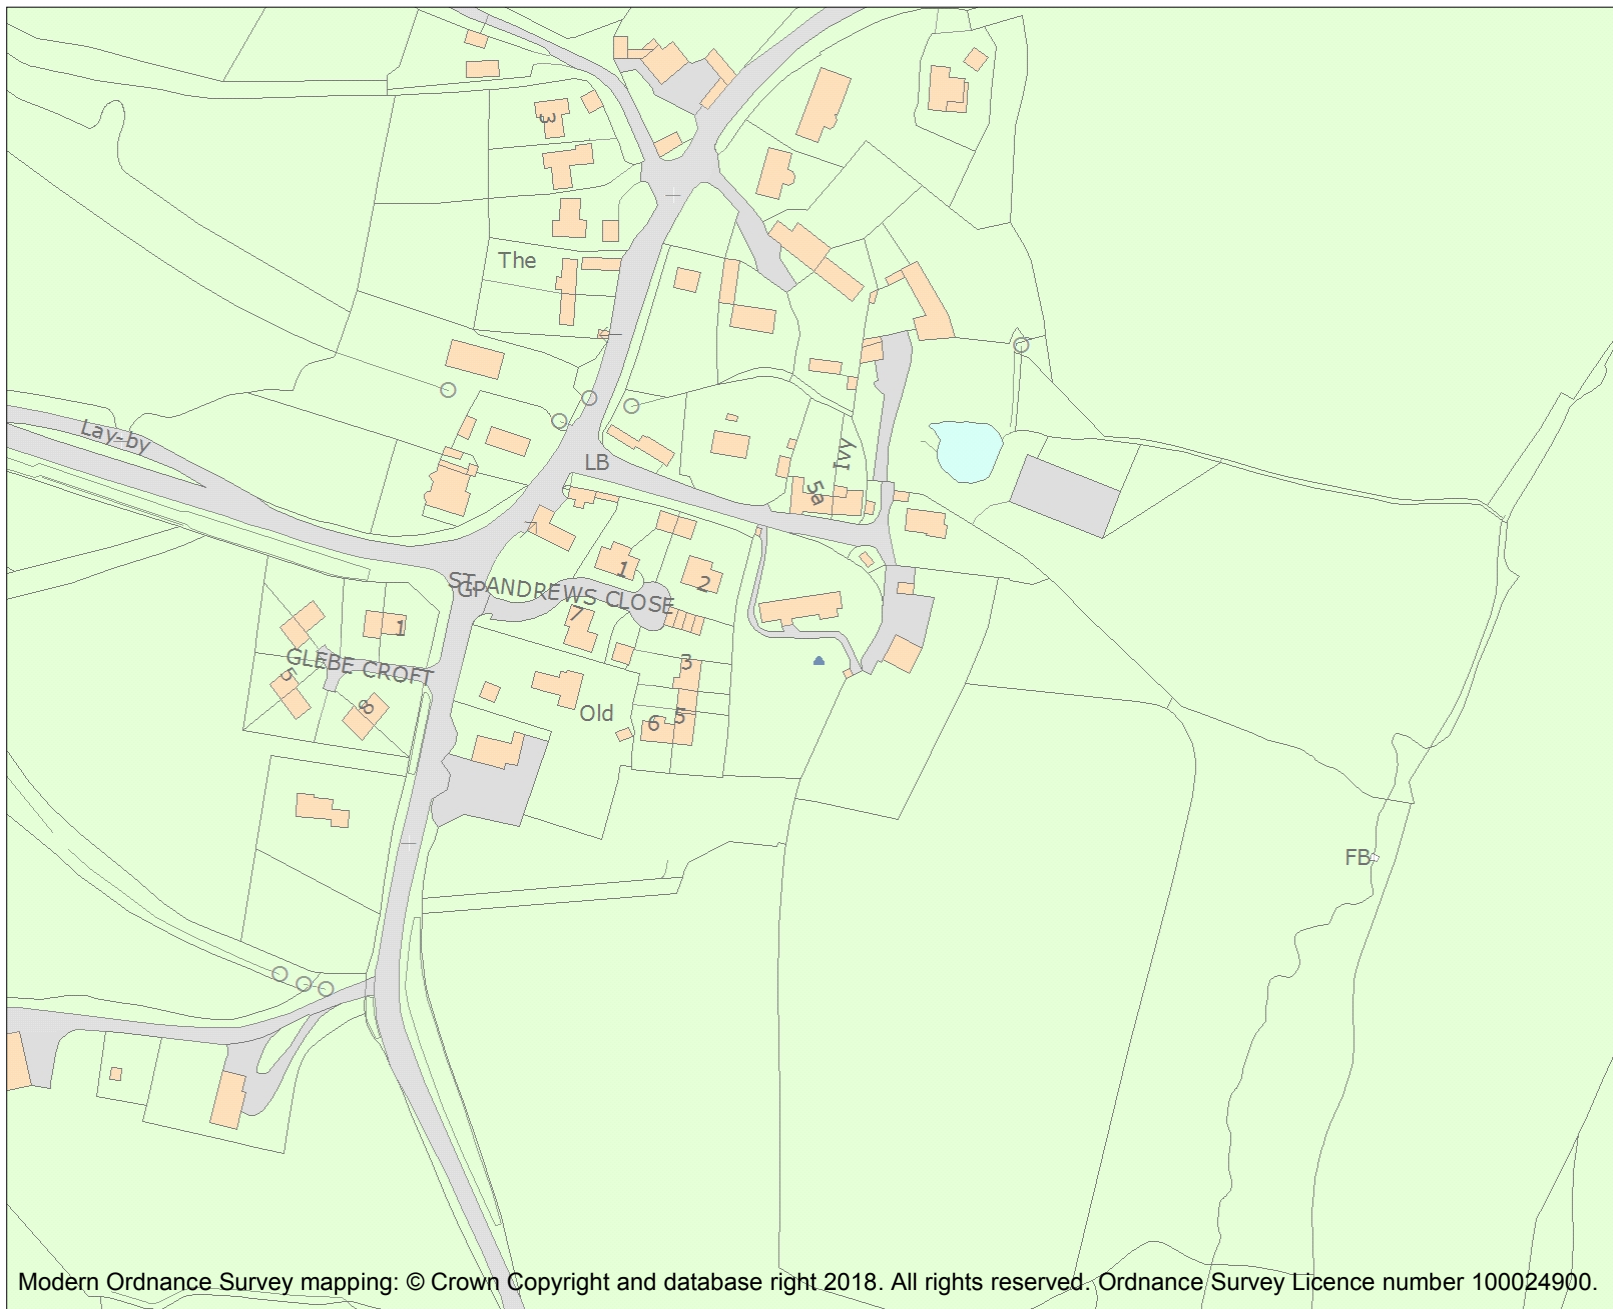 3
The
Lay-by
Ivy
LB
5a
1
2
ST. ANDREWS CLOSE
GP
7
1
GLEBE CROFT
5
8
3
Old
6
5
FB
Modern Ordnance Survey mapping: © Crown Copyright and database right 2018. All rights reserved. Ordnance Survey Licence number 100024900.